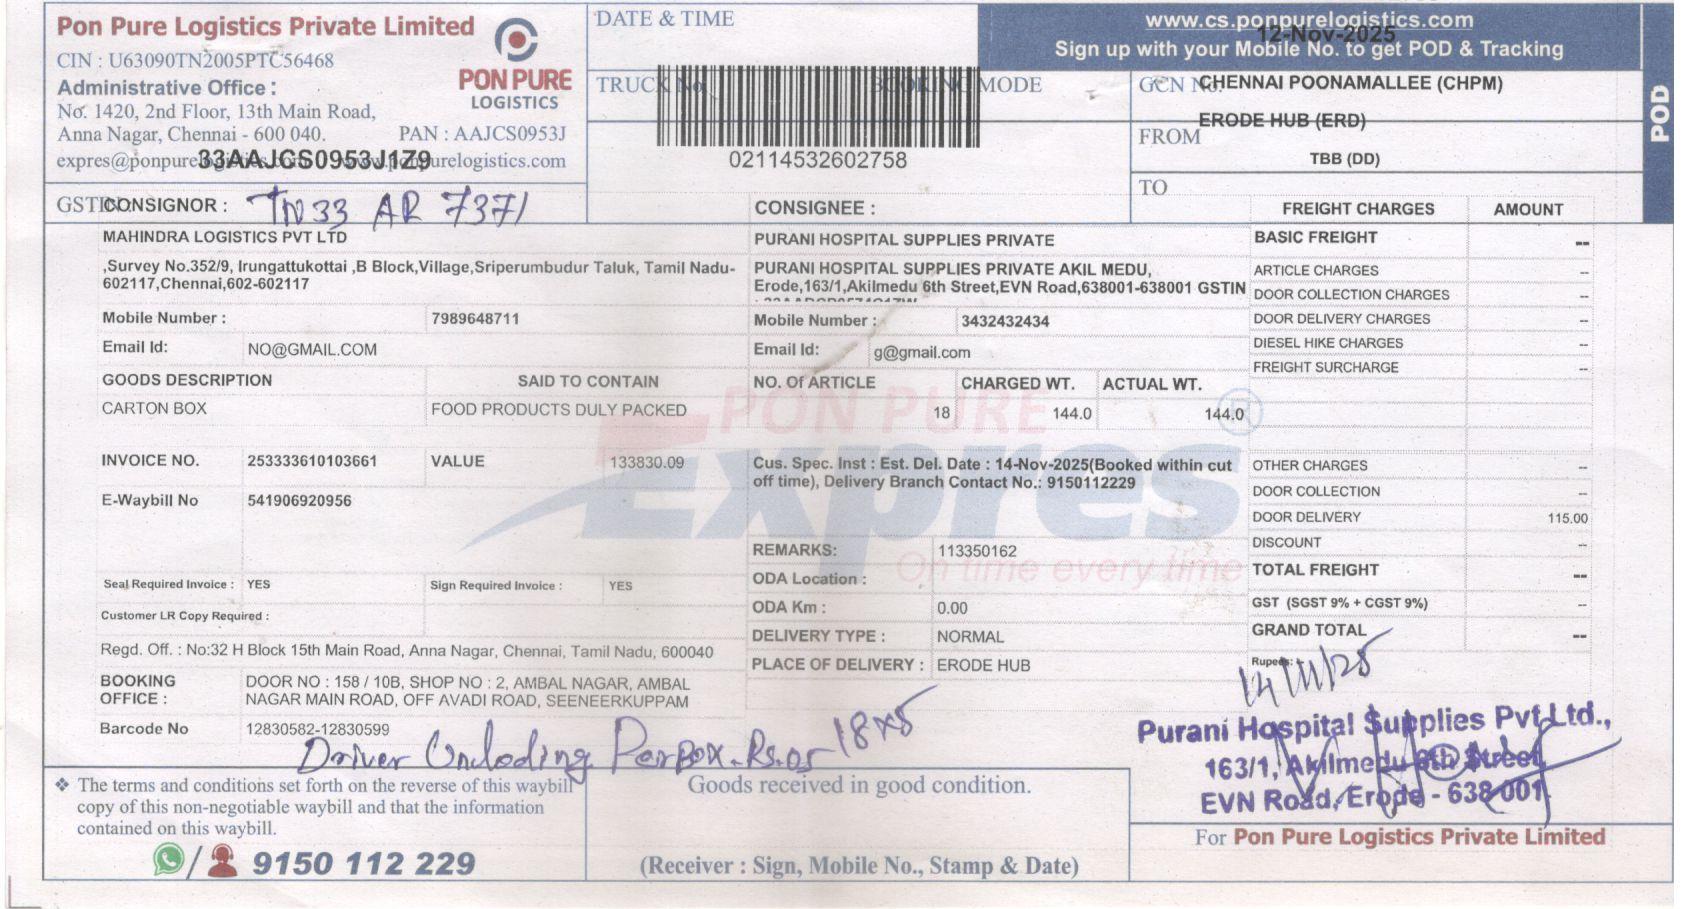 Pon Pure Logistics Private Limited
CIN : U63090TN2005PTC56468
Administrative Office :
No. 1420, 2nd Floor, 13th Main Road,
Anna Nagar, Chennai - 600 040. PAN : AAJCS0953J
33AAJCS0953J1Z9
PON PURE
LOGISTICS
GSTIN
DATE & TIME
TRUCK No BOOKING MODE
02114532602758
www.cs.ponpurelogistics.com
12-Nov-2025
Sign up with your Mobile No. to get POD & Tracking
GCN No. CHENNAI POONAMALLEE (CHPM)
ERODE HUB (ERD)
FROM
TBB (DD)
TO
POD
CONSIGNOR : TN33 AR 7371
MAHINDRA LOGISTICS PVT LTD
,Survey No.352/9, Irungattukottai ,B Block,Village,Sriperumbudur Taluk, Tamil Nadu-
602117,Chennai,602-602117
Mobile Number : 7989648711
Email Id: NO@GMAIL.COM
GOODS DESCRIPTION SAID TO CONTAIN
CARTON BOX FOOD PRODUCTS DULY PACKED
INVOICE NO. 253333610103661 VALUE 133830.09
E-Waybill No 541906920956
Seal Required Invoice : YES Sign Required Invoice : YES
Customer LR Copy Required :
Regd. Off. : No:32 H Block 15th Main Road, Anna Nagar, Chennai, Tamil Nadu, 600040
BOOKING OFFICE : DOOR NO : 158 / 10B, SHOP NO : 2, AMBAL NAGAR, AMBAL
NAGAR MAIN ROAD, OFF AVADI ROAD, SEENEERKUPPAM
Barcode No 12830582-12830599
CONSIGNEE :
PURANI HOSPITAL SUPPLIES PRIVATE
PURANI HOSPITAL SUPPLIES PRIVATE AKIL MEDU,
Erode,163/1,Akilmedu 6th Street,EVN Road,638001-638001 GSTIN
Mobile Number : 3432432434
Email Id: g@gmail.com
NO. Of ARTICLE CHARGED WT. ACTUAL WT.
18 144.0 144.0
PON PURE
Expres ®
On time every time
Cus. Spec. Inst : Est. Del. Date : 14-Nov-2025(Booked within cut
off time), Delivery Branch Contact No.: 9150112229
REMARKS: 113350162
ODA Location :
ODA Km : 0.00
DELIVERY TYPE : NORMAL
PLACE OF DELIVERY : ERODE HUB
FREIGHT CHARGES AMOUNT
BASIC FREIGHT --
ARTICLE CHARGES --
DOOR COLLECTION CHARGES --
DOOR DELIVERY CHARGES --
DIESEL HIKE CHARGES --
FREIGHT SURCHARGE --
OTHER CHARGES --
DOOR COLLECTION --
DOOR DELIVERY 115.00
DISCOUNT --
TOTAL FREIGHT --
GST (SGST 9% + CGST 9%) --
GRAND TOTAL --
Rupees: --
14/11/25
Driver Unloading Per Box. Rs. 05 18x5
Purani Hospital Supplies Pvt Ltd.,
163/1, Akilmedu 6th Street,
EVN Road, Erode - 638 001.
❖ The terms and conditions set forth on the reverse of this waybill
copy of this non-negotiable waybill and that the information
contained on this waybill.
/ 9150 112 229
Goods received in good condition.
(Receiver : Sign, Mobile No., Stamp & Date)
For Pon Pure Logistics Private Limited